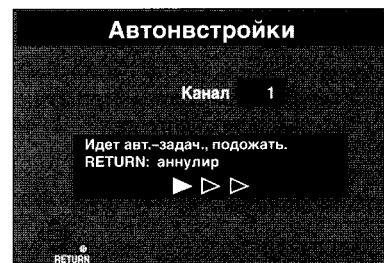 Автонвстройки
Канал 1
Идет авт.-задач., подожать.
RETURN: аннулир
RETURN